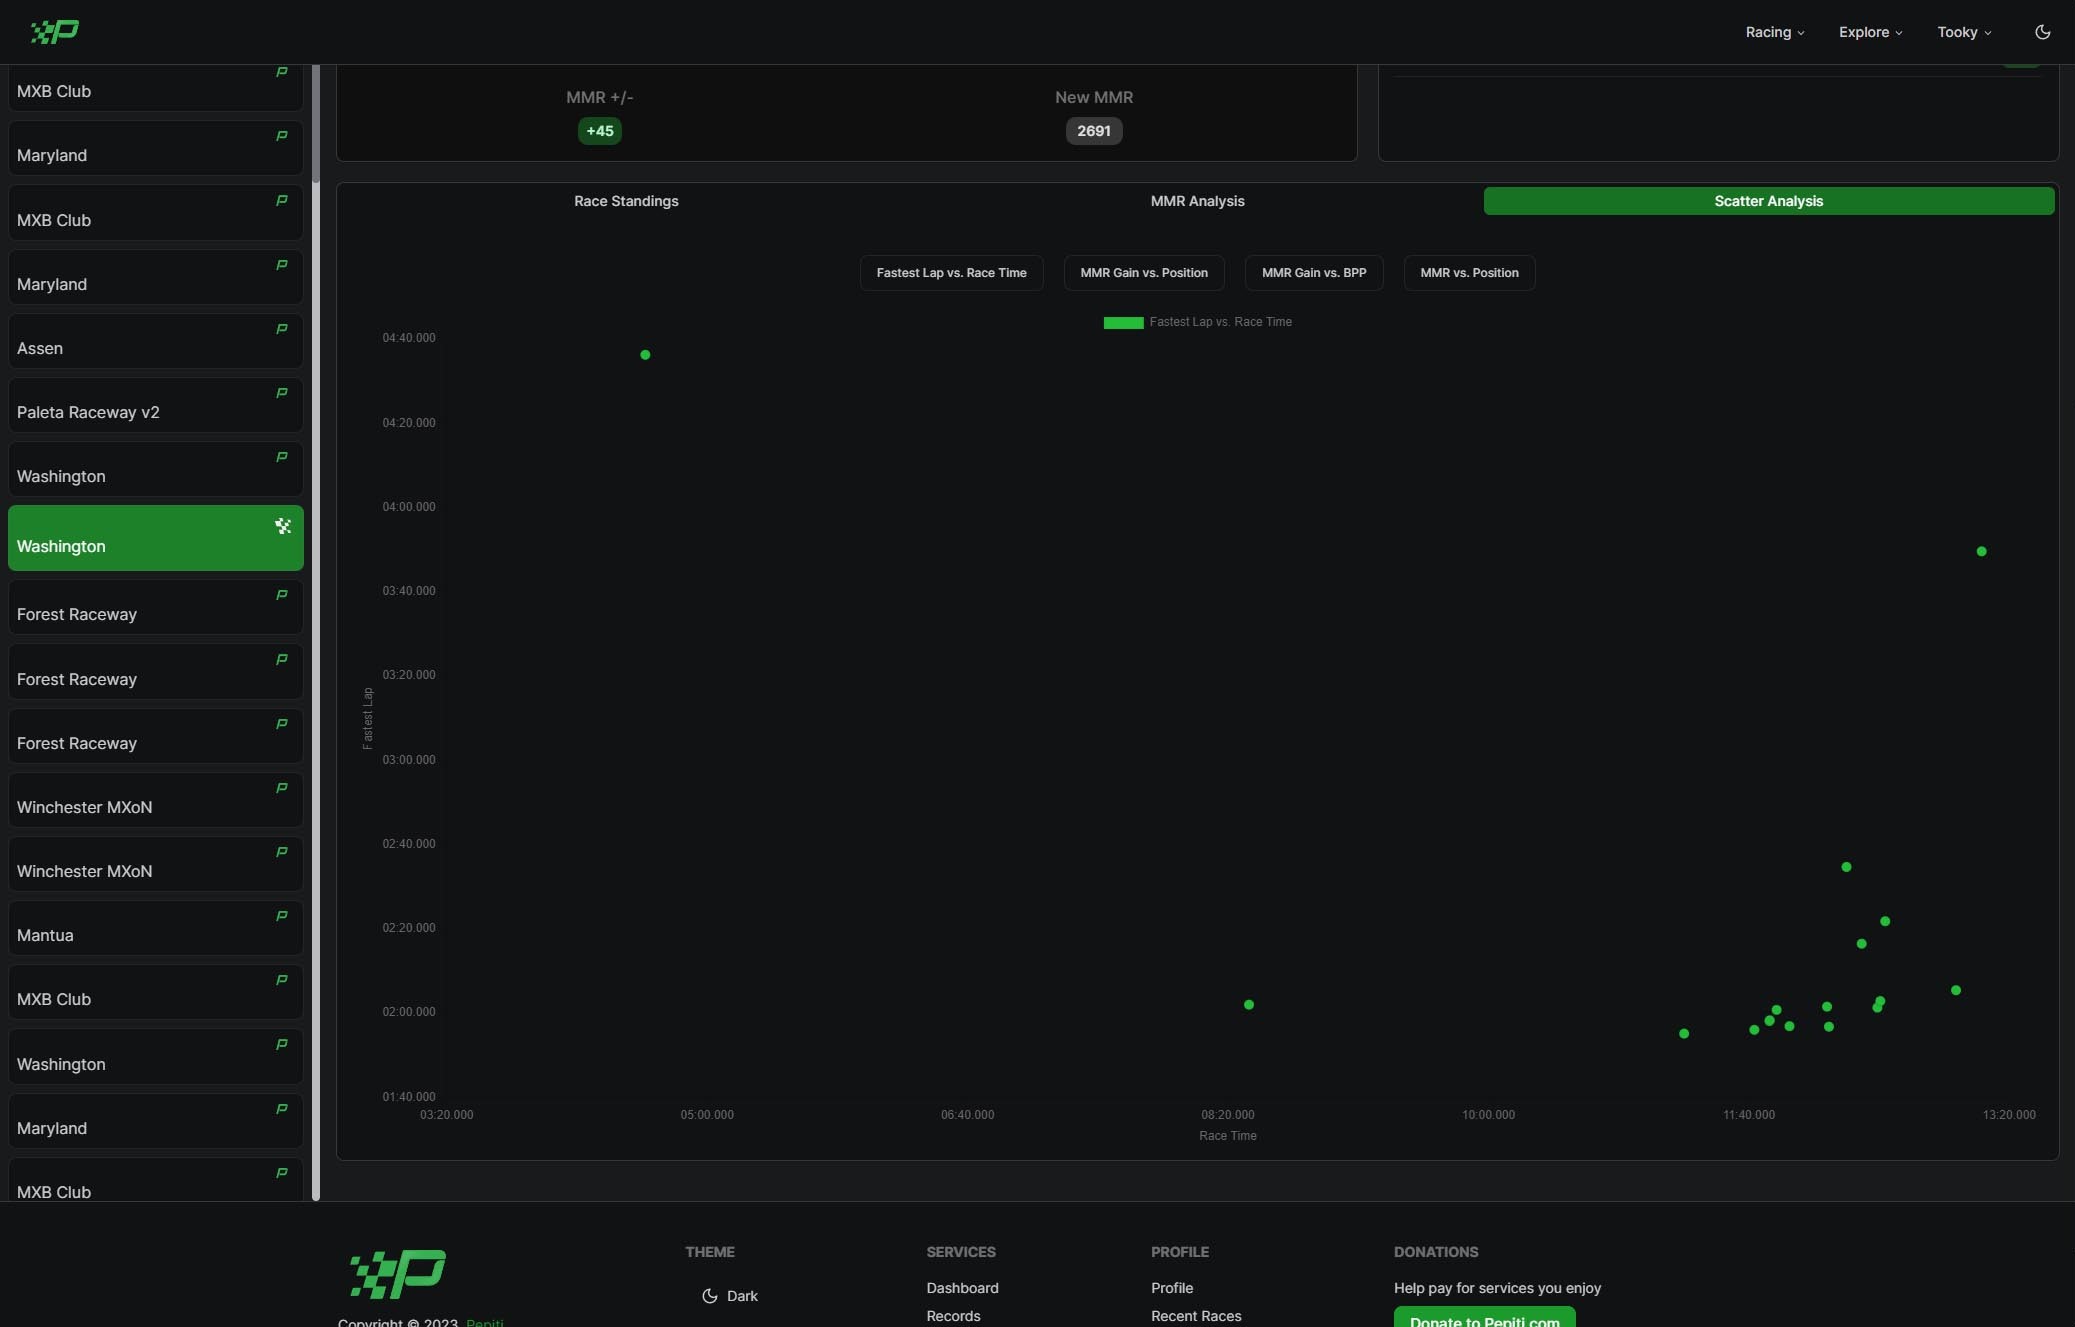 Racing
Explore
Tooky
MXB Club
Maryland
MXB Club
Maryland
Assen
Paleta Raceway v2
Washington
Washington
Forest Raceway
Forest Raceway
Forest Raceway
Winchester MXoN
Winchester MXoN
Mantua
MXB Club
Washington
Maryland
MXB Club
MMR +/-
New MMR
+45
2691
Race Standings
MMR Analysis
Scatter Analysis
Fastest Lap vs. Race Time
MMR Gain vs. Position
MMR Gain vs. BPP
MMR vs. Position
Fastest Lap vs. Race Time
04:40.000
04:20.000
04:00.000
03:40.000
03:20.000
Fastest Lap
03:00.000
02:40.000
02:20.000
02:00.000
01:40.000
03:20.000
05:00.000
06:40.000
08:20.000
10:00.000
11:40.000
13:20.000
Race Time
THEME
Dark
SERVICES
Dashboard
Records
PROFILE
Profile
Recent Races
DONATIONS
Help pay for services you enjoy
Donate to Pepiti.com
Copyright © 2023 Pepiti